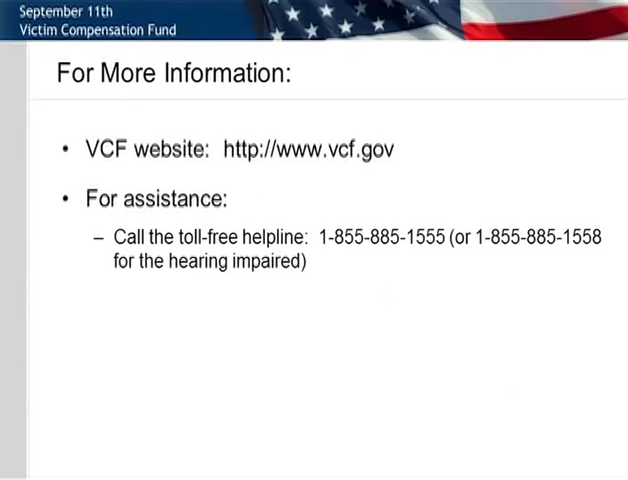 September 11th
Victim Compensation Fund
For More Information:
• VCF website: http://www.vcf.gov
• For assistance:
– Call the toll-free helpline: 1-855-885-1555 (or 1-855-885-1558
for the hearing impaired)